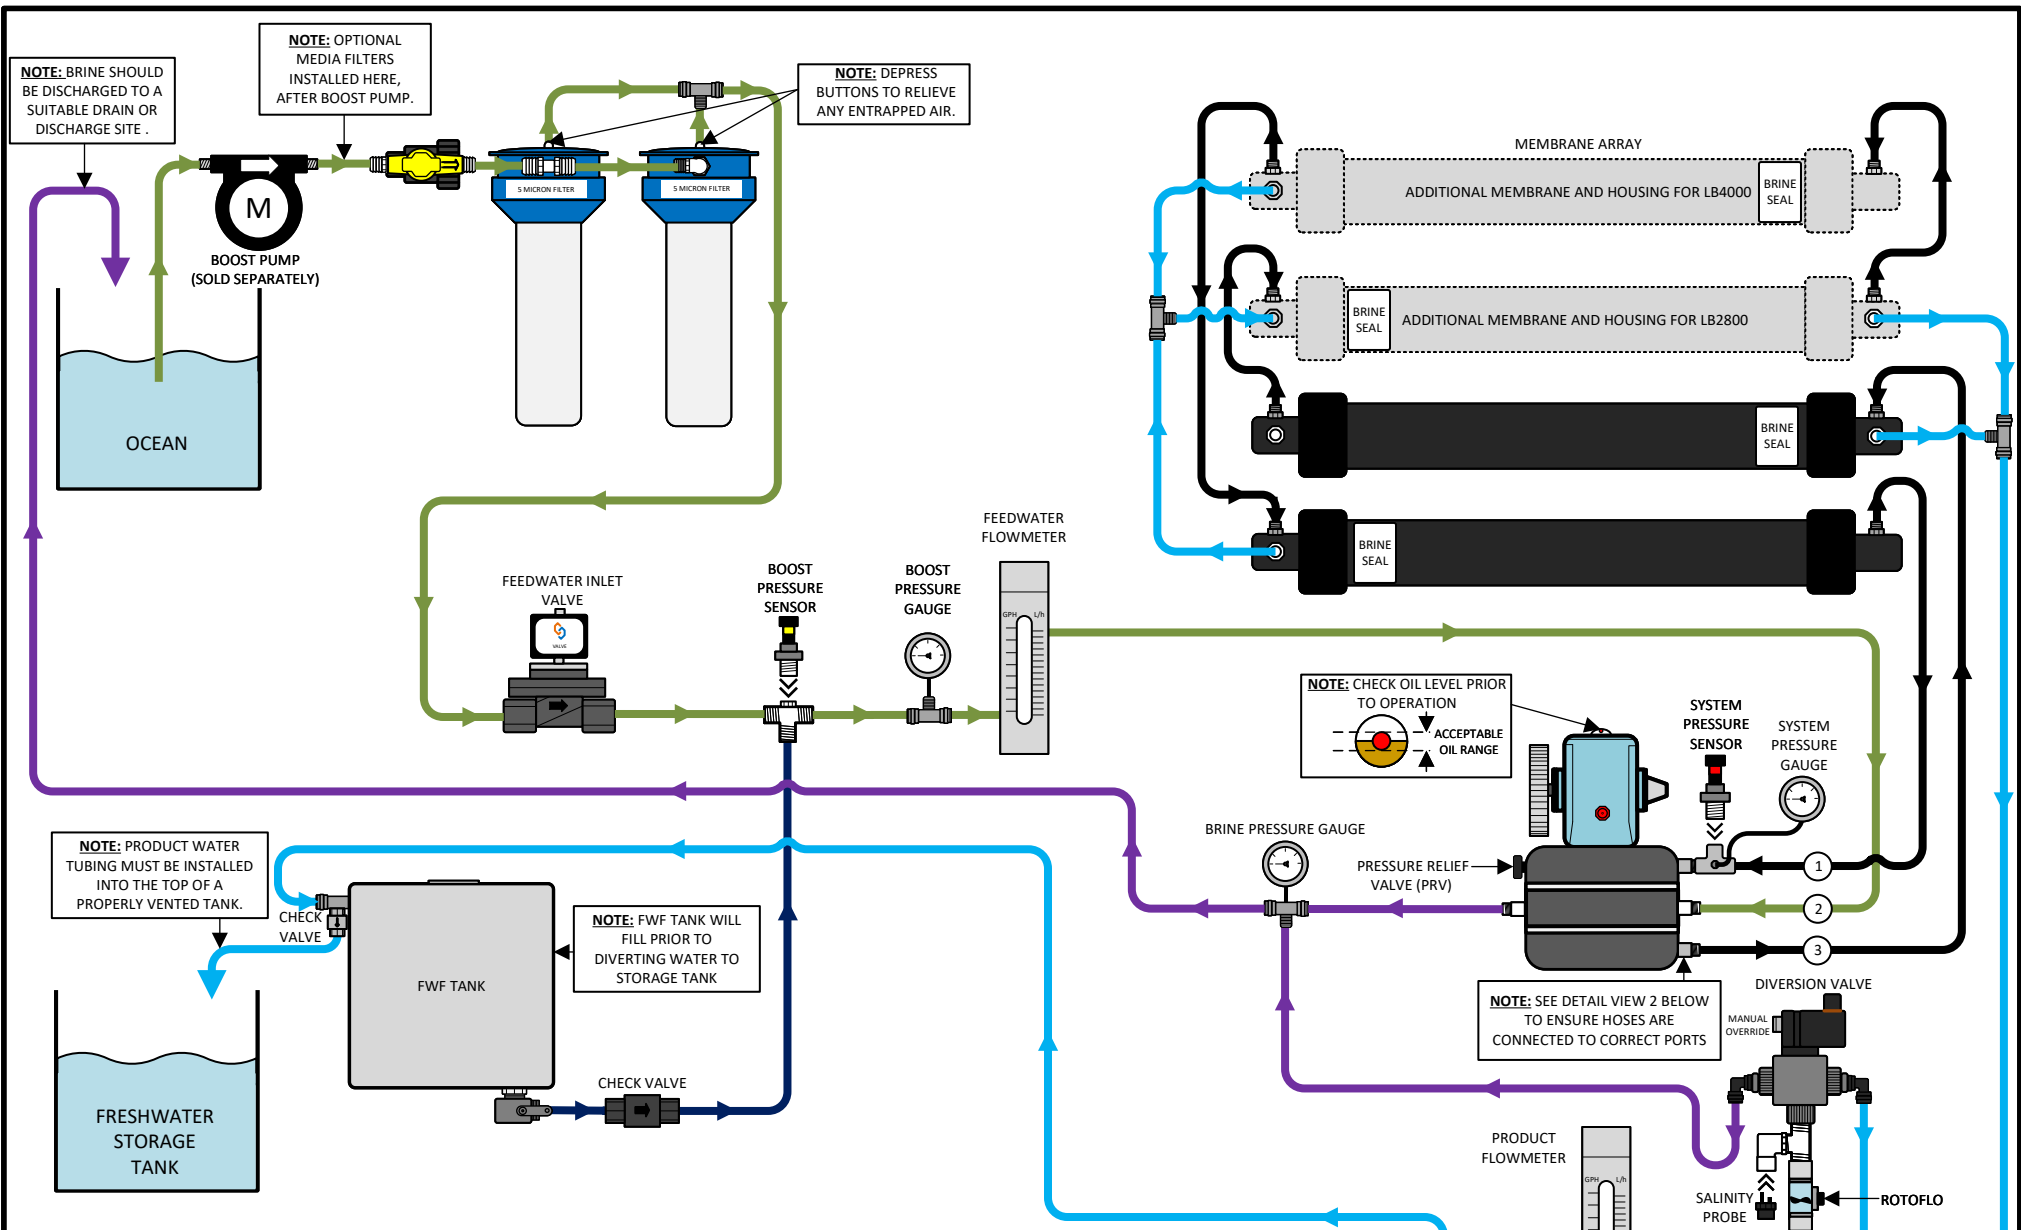 NOTE: BRINE SHOULD
BE DISCHARGED TO A
SUITABLE DRAIN OR
DISCHARGE SITE .
NOTE: OPTIONAL
MEDIA FILTERS
INSTALLED HERE,
AFTER BOOST PUMP.
NOTE: DEPRESS
BUTTONS TO RELIEVE
ANY ENTRAPPED AIR.
M
BOOST PUMP
(SOLD SEPARATELY)
5 MICRON FILTER
5 MICRON FILTER
OCEAN
MEMBRANE ARRAY
ADDITIONAL MEMBRANE AND HOUSING FOR LB4000
BRINE
SEAL
BRINE
SEAL
ADDITIONAL MEMBRANE AND HOUSING FOR LB2800
BRINE
SEAL
BRINE
SEAL
FEEDWATER INLET
VALVE
VALVE
BOOST
PRESSURE
SENSOR
BOOST
PRESSURE
GAUGE
FEEDWATER
FLOWMETER
GPH L/h
NOTE: CHECK OIL LEVEL PRIOR
TO OPERATION
ACCEPTABLE
OIL RANGE
SYSTEM
PRESSURE
SENSOR
SYSTEM
PRESSURE
GAUGE
BRINE PRESSURE GAUGE
PRESSURE RELIEF
VALVE (PRV)
1
2
3
NOTE: SEE DETAIL VIEW 2 BELOW
TO ENSURE HOSES ARE
CONNECTED TO CORRECT PORTS
NOTE: PRODUCT WATER
TUBING MUST BE INSTALLED
INTO THE TOP OF A
PROPERLY VENTED TANK.
CHECK
VALVE
FWF TANK
NOTE: FWF TANK WILL
FILL PRIOR TO
DIVERTING WATER TO
STORAGE TANK
CHECK VALVE
FRESHWATER
STORAGE
TANK
DIVERSION VALVE
MANUAL
OVERRIDE
PRODUCT
FLOWMETER
GPH L/h
SALINITY
PROBE
ROTOFLO